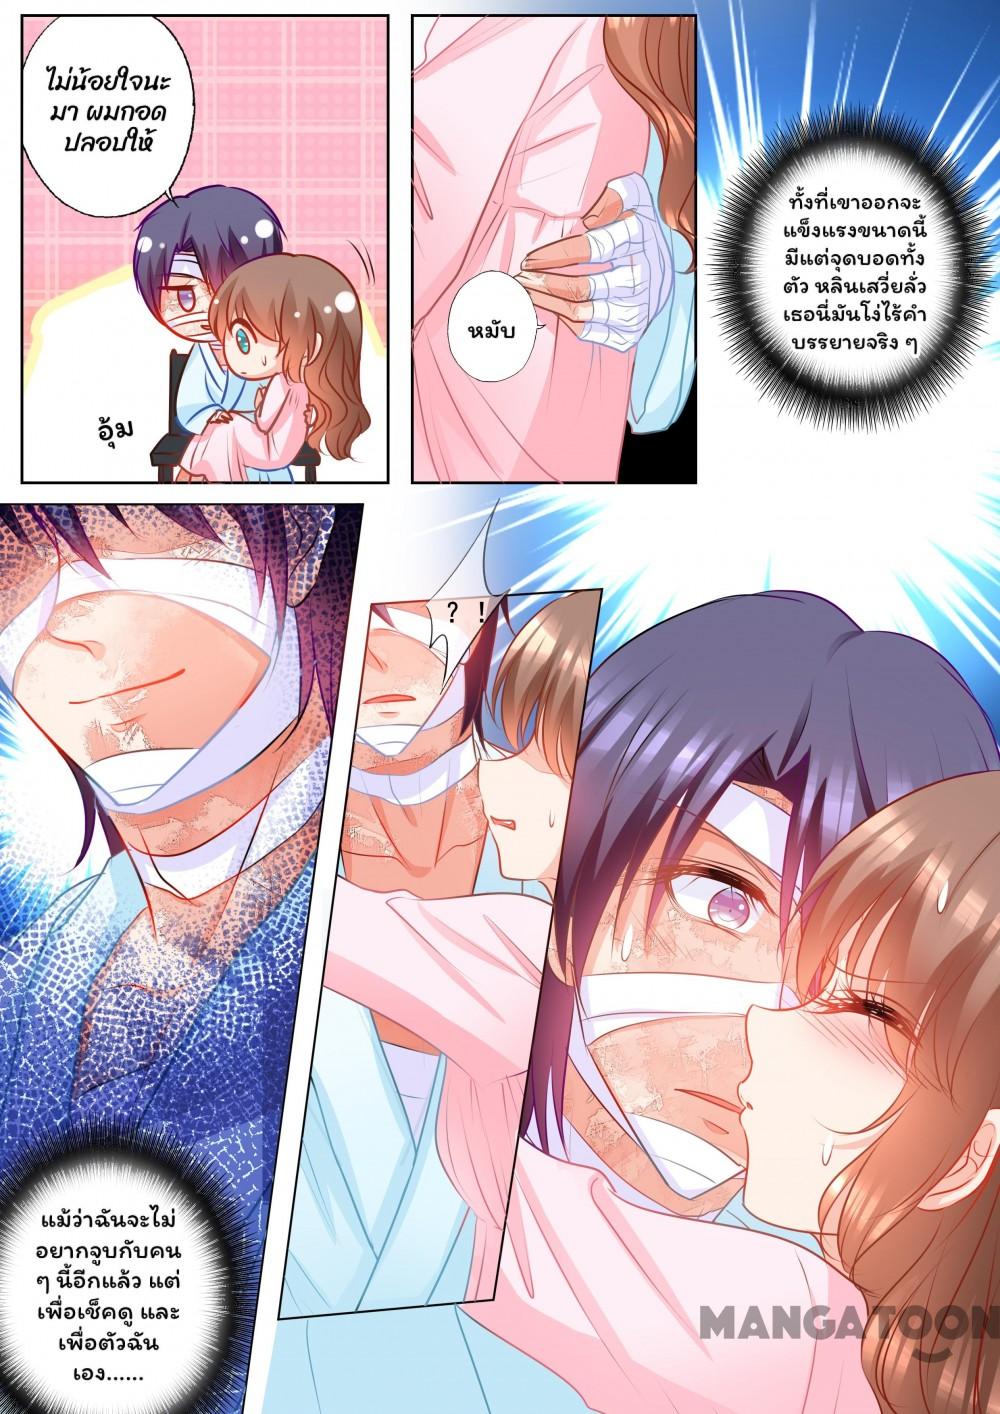 ไม่น้อยใจนะ
มา ผมกอด
ปลอบให้
อุ้ม
หมับ
ทั้งที่เขาออกจะ
แข็งแรงขนาดนี้
มีแต่จุดบอดทั้ง
ตัว หลินเสวี่ยลั่ว
เธอนี่มันโง่ไร้คำ
บรรยายจริง ๆ
? !
แม้ว่าฉันจะไม่
อยากจูบกับคน
ๆ นี้อีกแล้ว แต่
เพื่อเช็คดู และ
เพื่อตัวฉัน
เอง......
MANGATOON